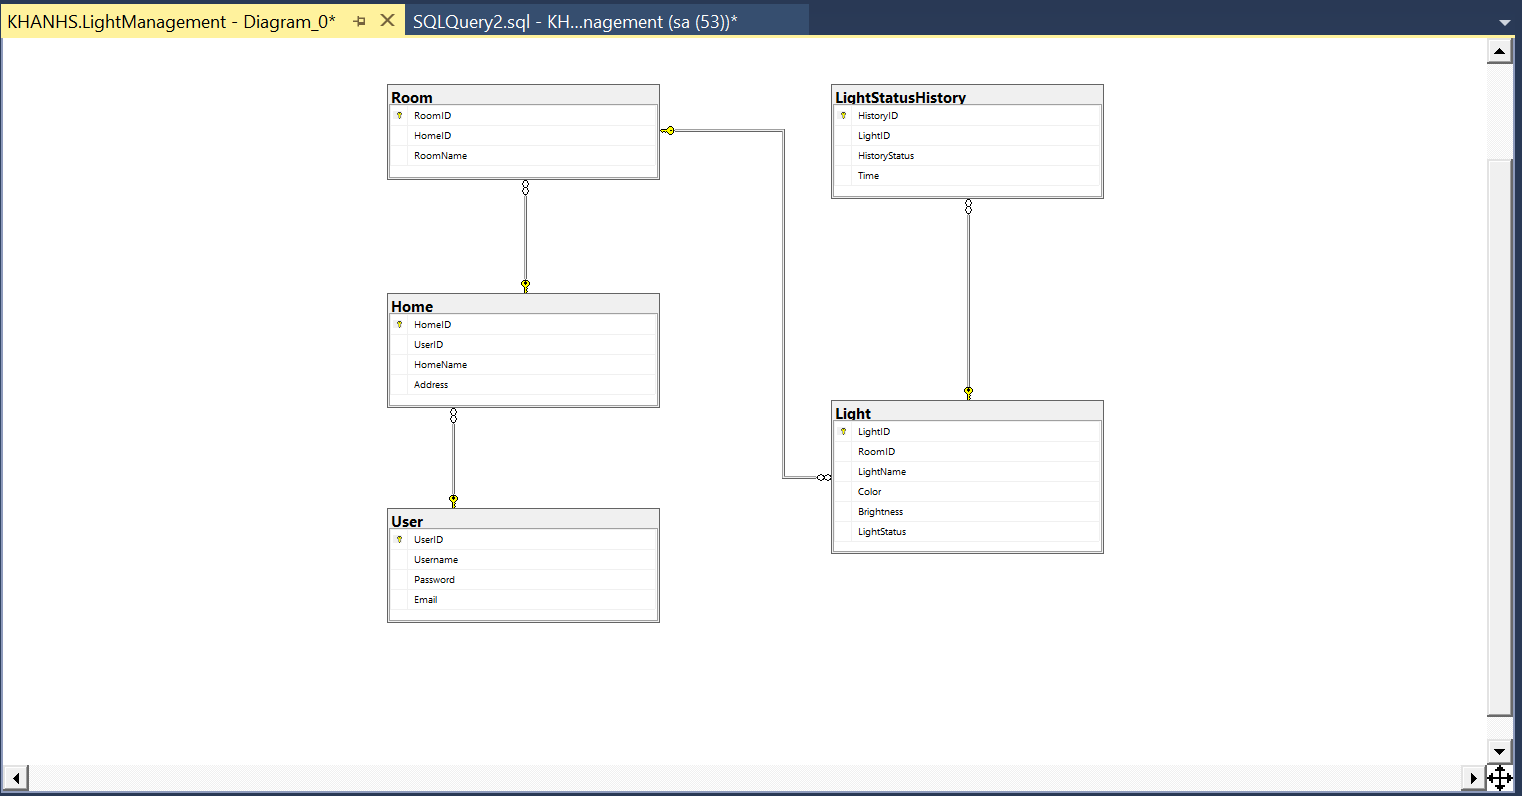 KHANHS.LightManagement - Diagram_0*
SQLQuery2.sql - KH...nagement (sa (53))*
Room
RoomID
HomeID
RoomName
Home
HomeID
UserID
HomeName
Address
User
UserID
Username
Password
Email
LightStatusHistory
HistoryID
LightID
HistoryStatus
Time
Light
LightID
RoomID
LightName
Color
Brightness
LightStatus